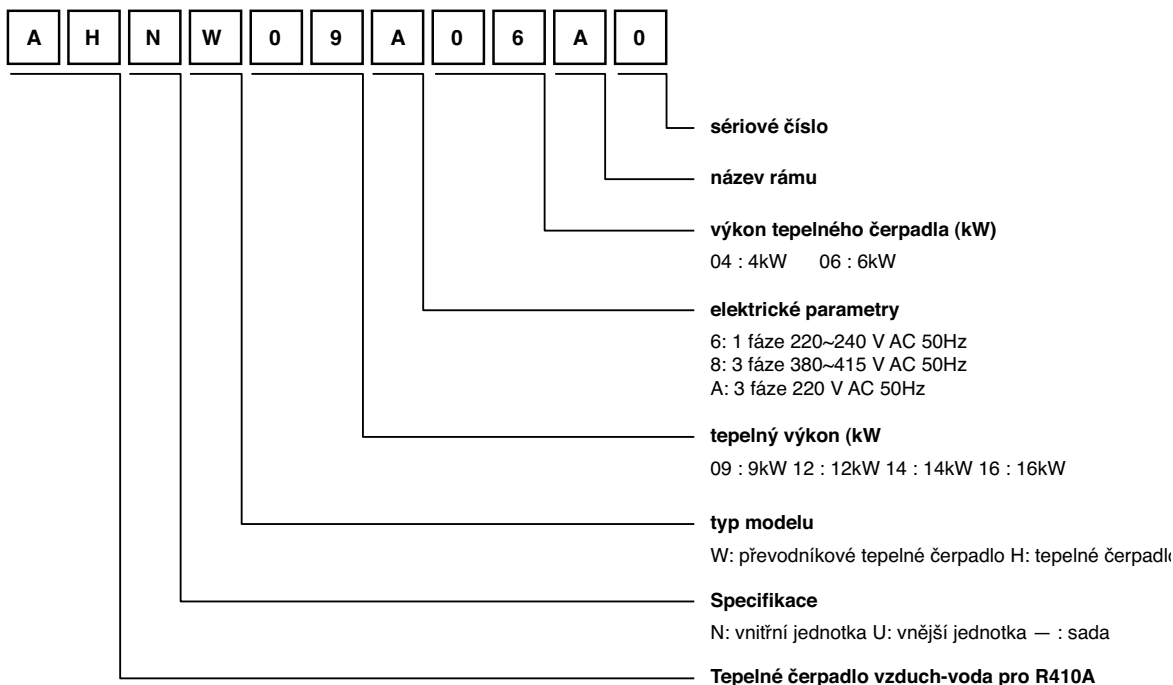 A H N W 0 9 A 0 6 A 0
sériové číslo
název rámu
výkon tepelného čerpadla (kW)
04 : 4kW 06 : 6kW
elektrické parametry
6: 1 fáze 220~240 V AC 50Hz
8: 3 fáze 380~415 V AC 50Hz
A: 3 fáze 220 V AC 50Hz
tepelný výkon (kW
09 : 9kW 12 : 12kW 14 : 14kW 16 : 16kW
typ modelu
W: převodníkové tepelné čerpadlo H: tepelné čerpadlo
Specifikace
N: vnitřní jednotka U: vnější jednotka — : sada
Tepelné čerpadlo vzduch-voda pro R410A